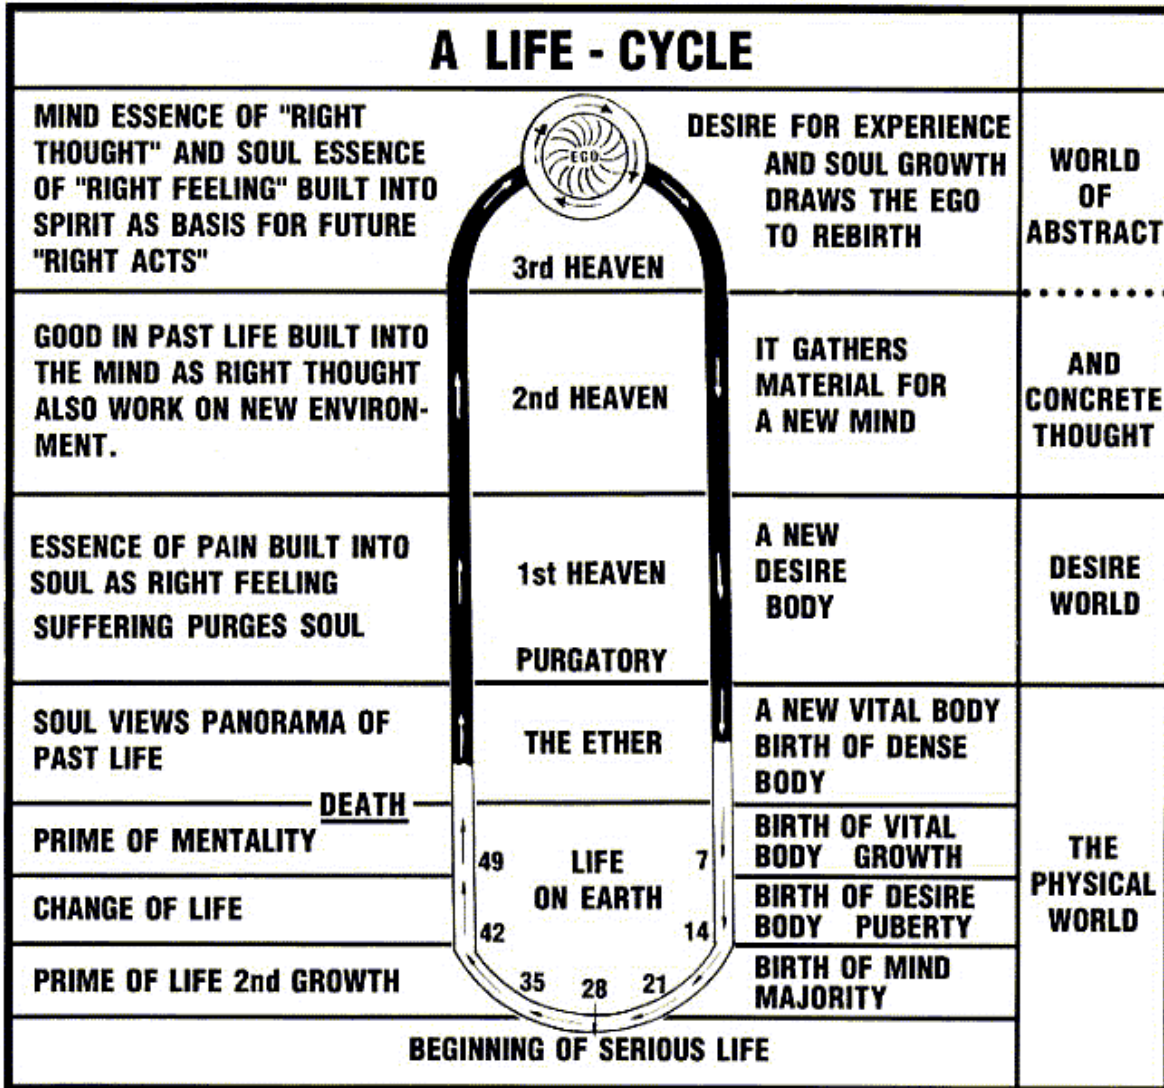 A LIFE - CYCLE
MIND ESSENCE OF "RIGHT
THOUGHT" AND SOUL ESSENCE
OF "RIGHT FEELING" BUILT INTO
SPIRIT AS BASIS FOR FUTURE
"RIGHT ACTS"
EGO
3rd HEAVEN
DESIRE FOR EXPERIENCE
AND SOUL GROWTH
DRAWS THE EGO
TO REBIRTH
WORLD
OF
ABSTRACT
GOOD IN PAST LIFE BUILT INTO
THE MIND AS RIGHT THOUGHT
ALSO WORK ON NEW ENVIRON-
MENT.
2nd HEAVEN
IT GATHERS
MATERIAL FOR
A NEW MIND
AND
CONCRETE
THOUGHT
ESSENCE OF PAIN BUILT INTO
SOUL AS RIGHT FEELING
SUFFERING PURGES SOUL
1st HEAVEN
PURGATORY
A NEW
DESIRE
BODY
DESIRE
WORLD
SOUL VIEWS PANORAMA OF
PAST LIFE
THE ETHER
A NEW VITAL BODY
BIRTH OF DENSE
BODY
DEATH
PRIME OF MENTALITY
49
LIFE
ON EARTH
7
BIRTH OF VITAL
BODY GROWTH
THE
PHYSICAL
WORLD
CHANGE OF LIFE
42
14
BIRTH OF DESIRE
BODY PUBERTY
PRIME OF LIFE 2nd GROWTH
35
28
21
BIRTH OF MIND
MAJORITY
BEGINNING OF SERIOUS LIFE